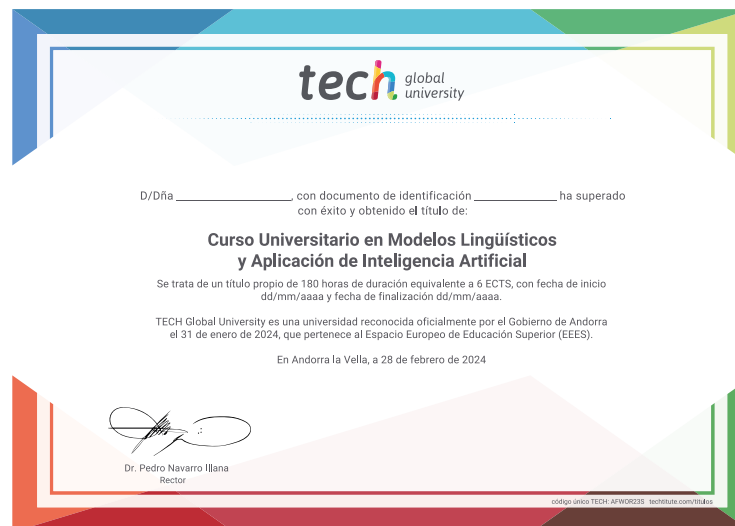 tech global university
D/Dña ____________________, con documento de identificación ______________ ha superado
con éxito y obtenido el título de:
Curso Universitario en Modelos Lingüísticos
y Aplicación de Inteligencia Artificial
Se trata de un título propio de 180 horas de duración equivalente a 6 ECTS, con fecha de inicio
dd/mm/aaaa y fecha de finalización dd/mm/aaaa.
TECH Global University es una universidad reconocida oficialmente por el Gobierno de Andorra
el 31 de enero de 2024, que pertenece al Espacio Europeo de Educación Superior (EEES).
En Andorra la Vella, a 28 de febrero de 2024
Dr. Pedro Navarro Illana
Rector
código único TECH: AFWOR23S techtitute.com/titulos